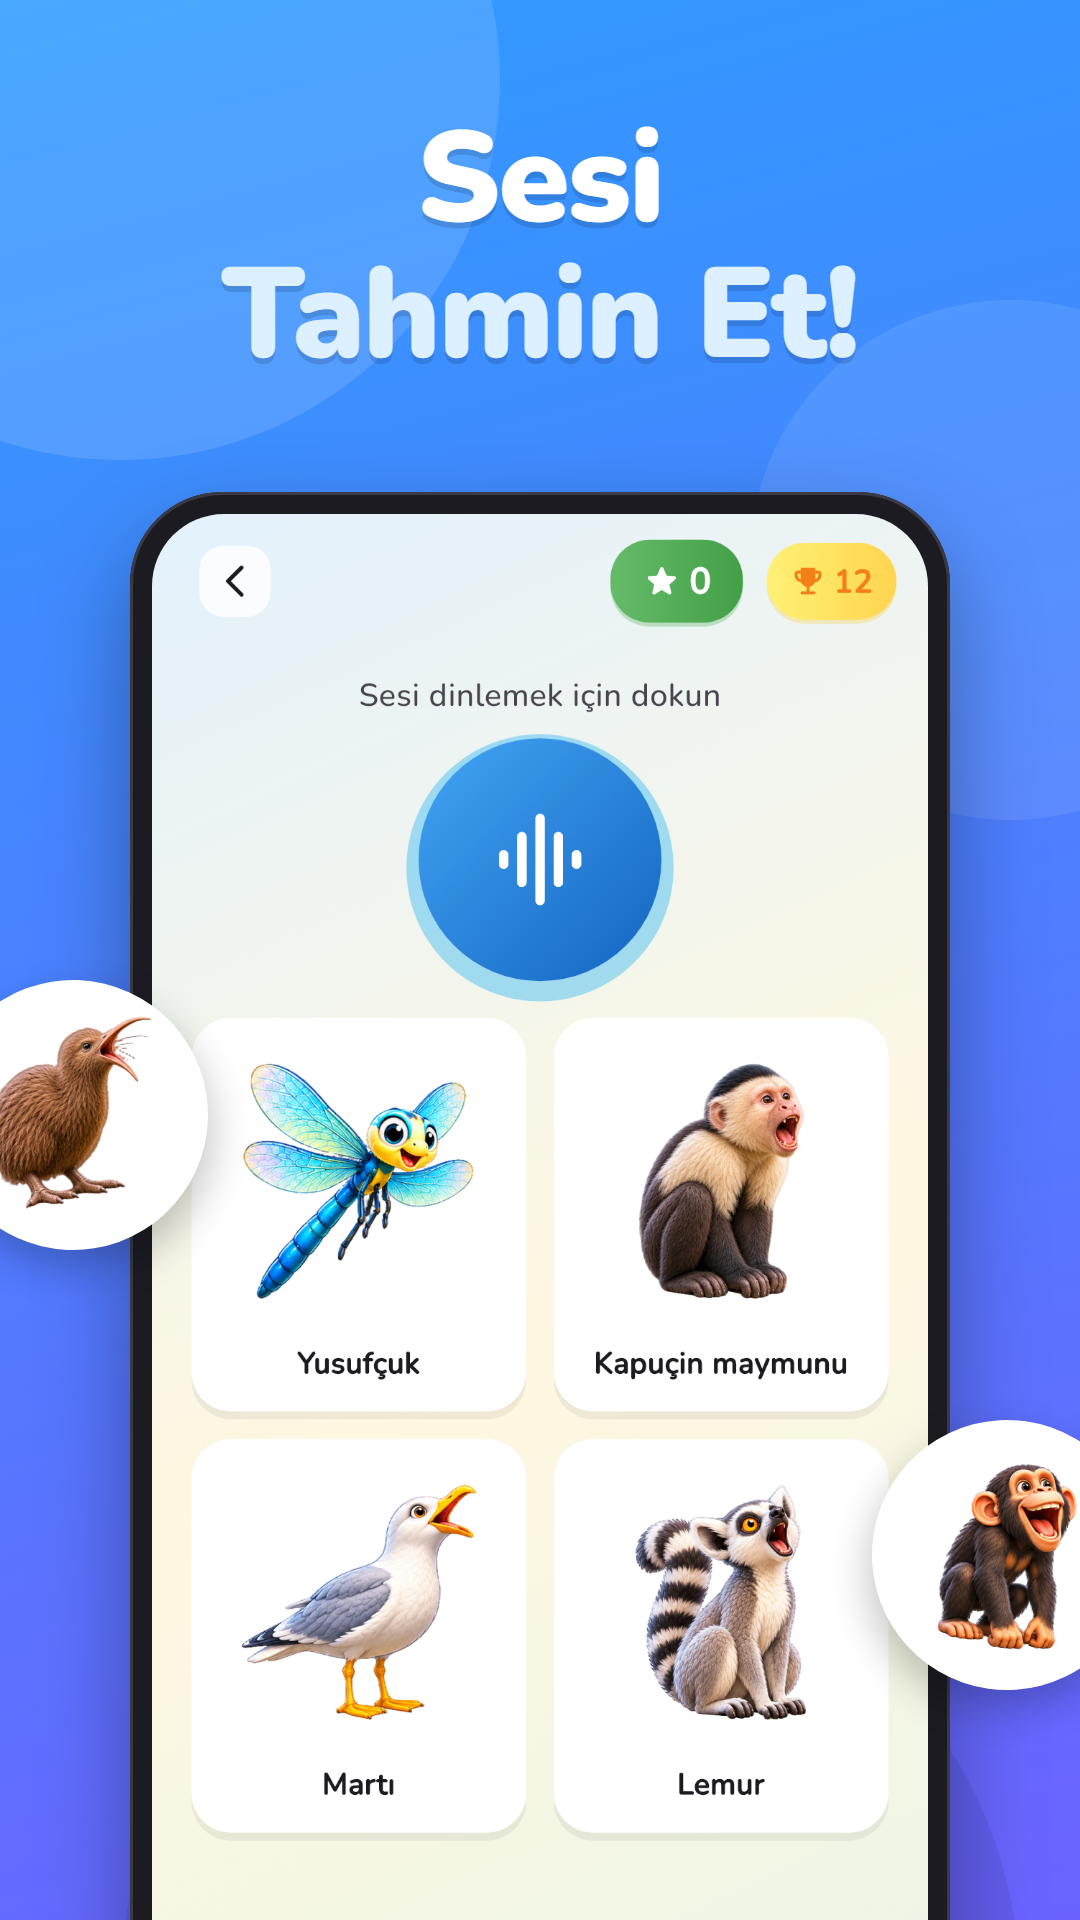 Sesi
Tahmin Et!
0
12
Sesi dinlemek için dokun
Yusufçuk
Kapuçin maymunu
Martı
Lemur